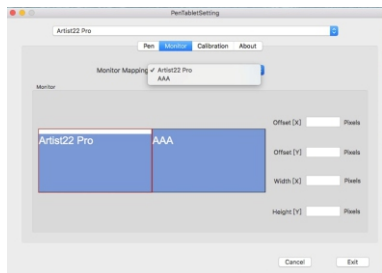 PenTabletSetting
Artist22 Pro
Pen Monitor Calibration About
Monitor Mapping ✓ Artist22 Pro
AAA
Monitor
Artist22 Pro AAA
Offset [X] Pixels
Offset [Y] Pixels
Width [X] Pixels
Height [Y] Pixels
Cancel Exit